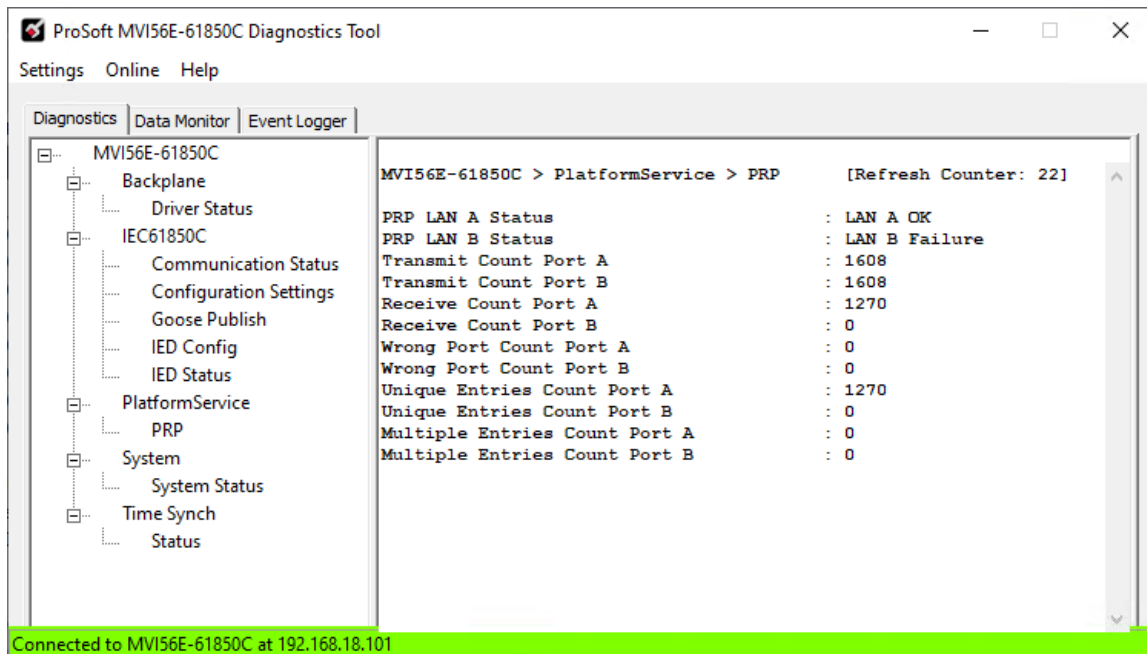 ProSoft MVI56E-61850C Diagnostics Tool
Settings Online Help
Diagnostics Data Monitor Event Logger
MVI56E-61850C
Backplane
Driver Status
IEC61850C
Communication Status
Configuration Settings
Goose Publish
IED Config
IED Status
PlatformService
PRP
System
System Status
Time Synch
Status
MVI56E-61850C > PlatformService > PRP [Refresh Counter: 22]
PRP LAN A Status : LAN A OK
PRP LAN B Status : LAN B Failure
Transmit Count Port A : 1608
Transmit Count Port B : 1608
Receive Count Port A : 1270
Receive Count Port B : 0
Wrong Port Count Port A : 0
Wrong Port Count Port B : 0
Unique Entries Count Port A : 1270
Unique Entries Count Port B : 0
Multiple Entries Count Port A : 0
Multiple Entries Count Port B : 0
Connected to MVI56E-61850C at 192.168.18.101